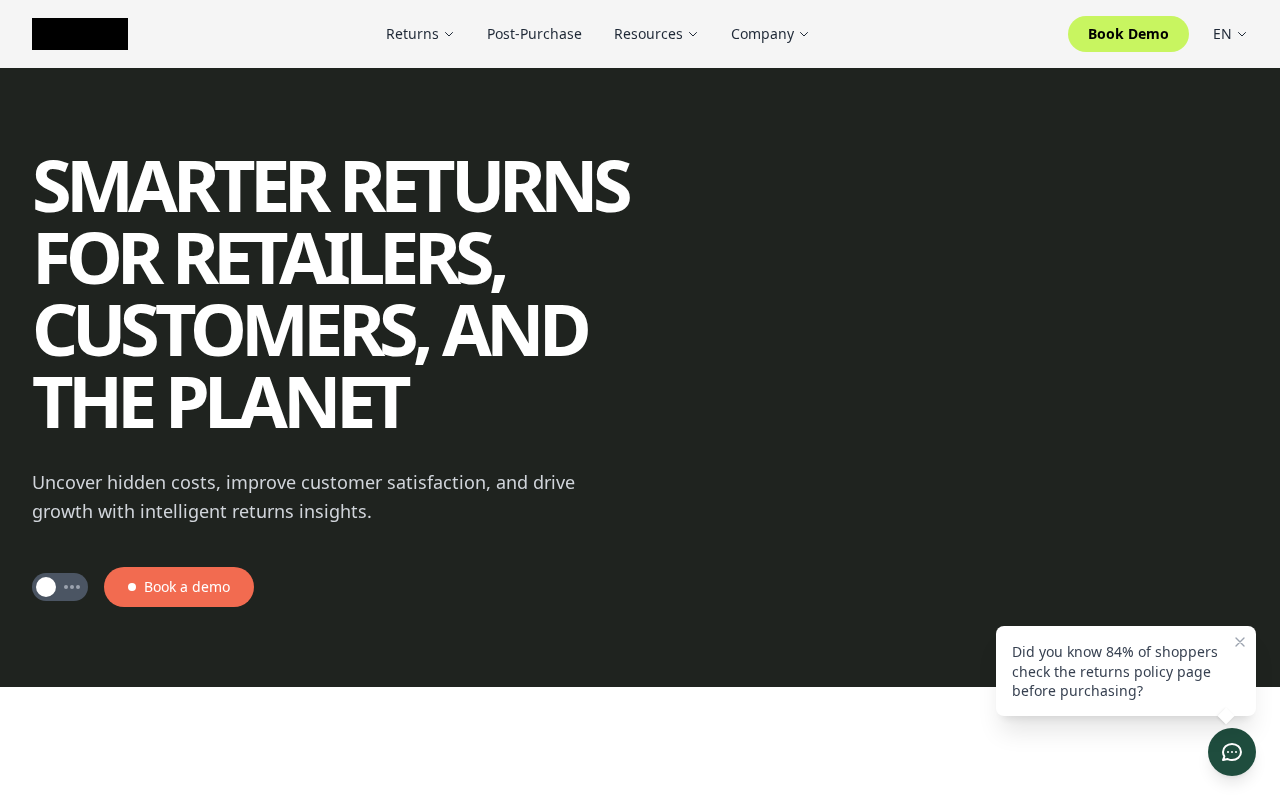 Returns
Post-Purchase
Resources
Company
Book Demo
EN
SMARTER RETURNS
FOR RETAILERS,
CUSTOMERS, AND
THE PLANET
Uncover hidden costs, improve customer satisfaction, and drive
growth with intelligent returns insights.
Book a demo
Did you know 84% of shoppers
check the returns policy page
before purchasing?